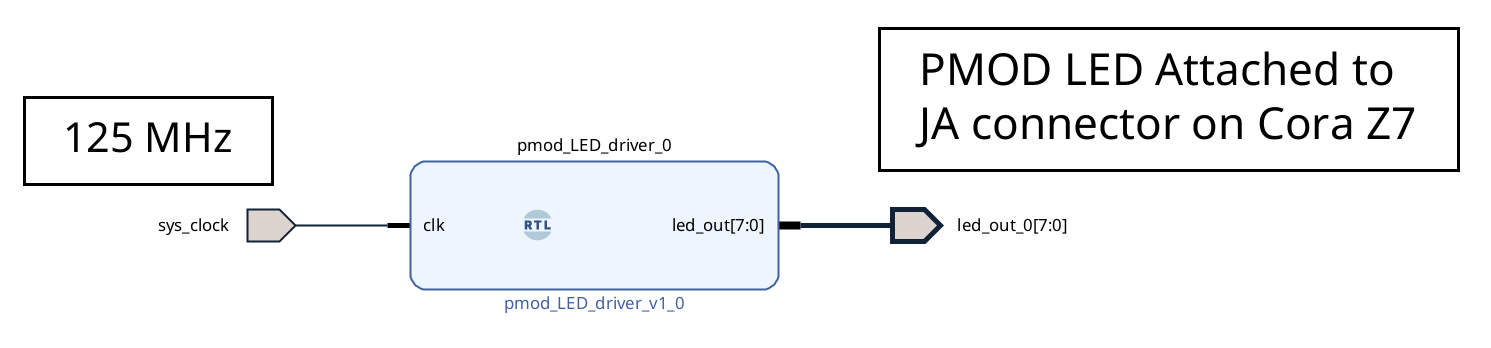 PMOD LED Attached to
JA connector on Cora Z7
125 MHz
pmod_LED_driver_0
sys_clock
clk
RTL
led_out[7:0]
led_out_0[7:0]
pmod_LED_driver_v1_0